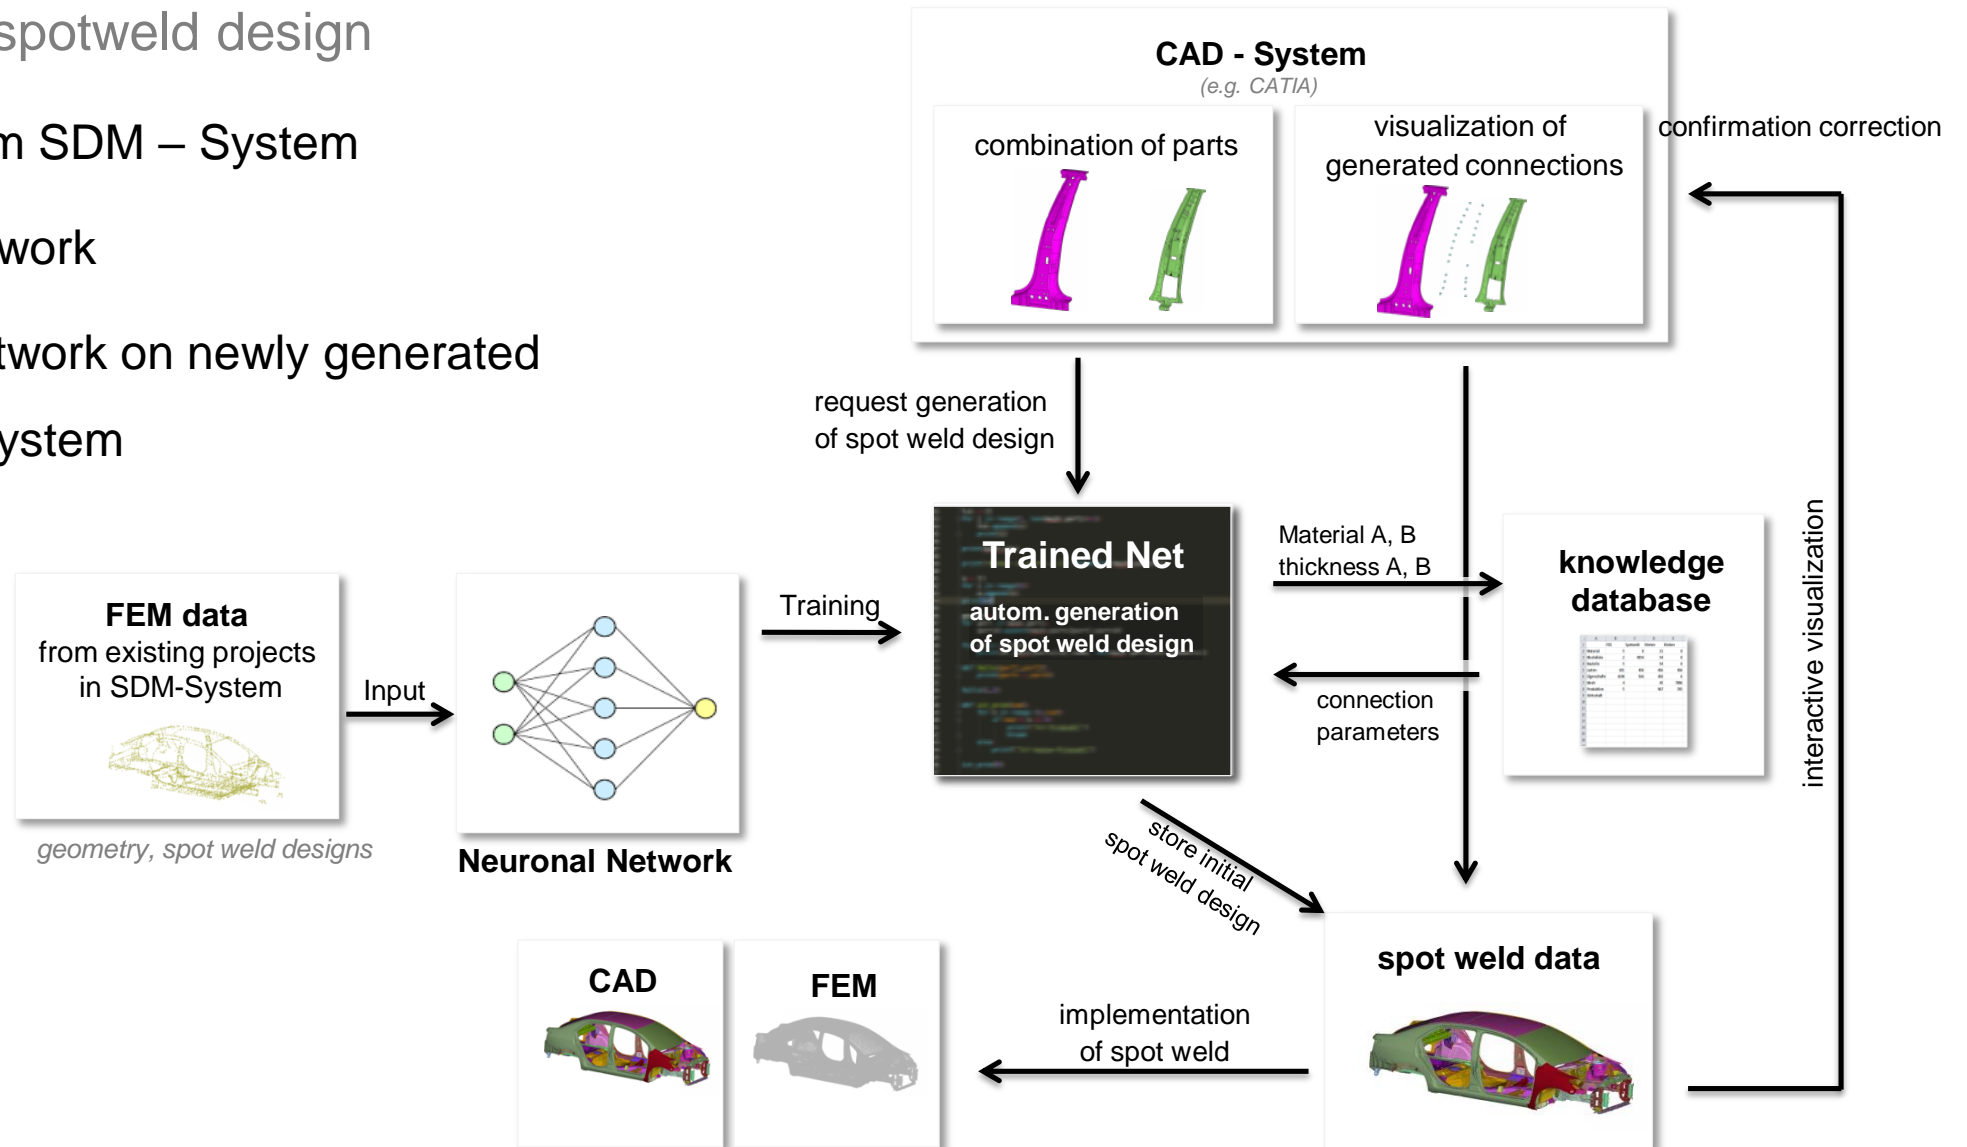 spotweld design
m SDM – System
work
twork on newly generated
ystem
CAD - System
(e.g. CATIA)
combination of parts
visualization of
generated connections
confirmation correction
request generation
of spot weld design
interactive visualization
Trained Net
autom. generation
of spot weld design
Material A, B
thickness A, B
knowledge
database
connection
parameters
FEM data
from existing projects
in SDM-System
Input
Training
geometry, spot weld designs
Neuronal Network
store initial
spot weld design
CAD
FEM
implementation
of spot weld
spot weld data